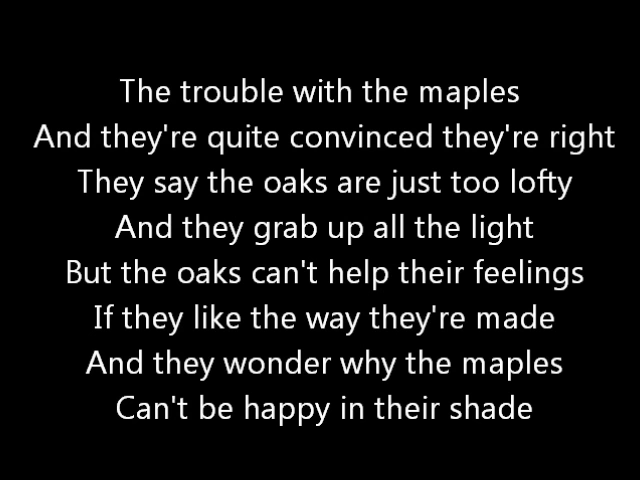 The trouble with the maples
And they're quite convinced they're right
They say the oaks are just too lofty
And they grab up all the light
But the oaks can't help their feelings
If they like the way they're made
And they wonder why the maples
Can't be happy in their shade